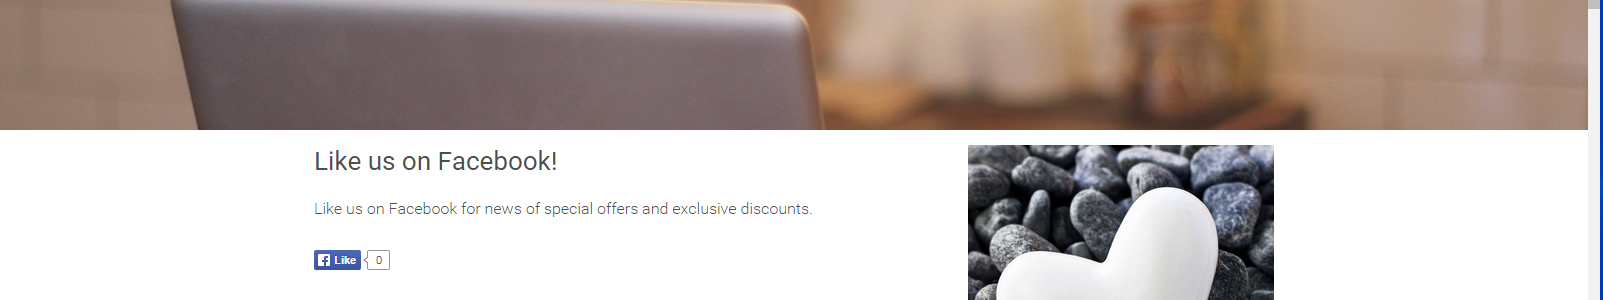 Like us on Facebook!
Like us on Facebook for news of special offers and exclusive discounts.
Like 0